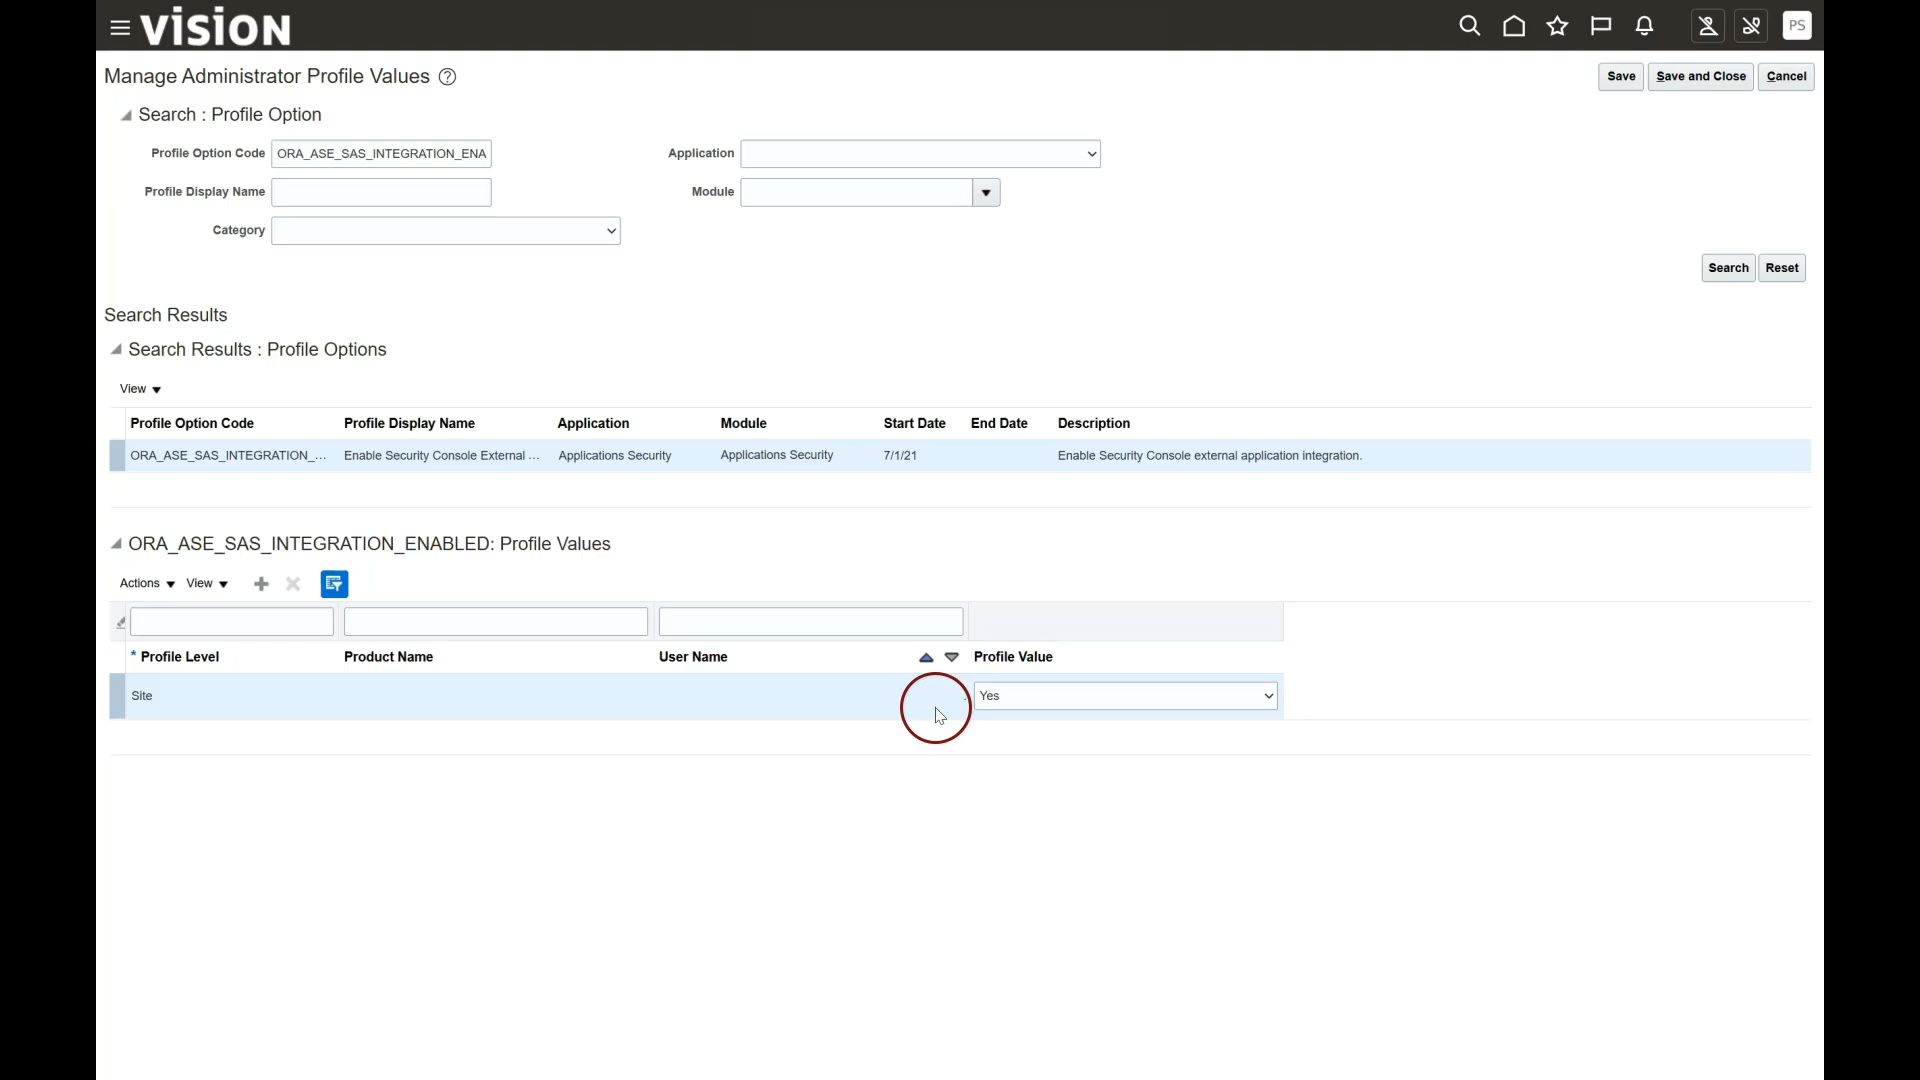 vision
PS
Manage Administrator Profile Values ?
Save Save and Close Cancel
Search : Profile Option
Profile Option Code ORA_ASE_SAS_INTEGRATION_ENA Application
Profile Display Name Module
Category
Search Reset
Search Results
Search Results : Profile Options
View
Profile Option Code Profile Display Name Application Module Start Date End Date Description
ORA_ASE_SAS_INTEGRATION_... Enable Security Console External ... Applications Security Applications Security 7/1/21 Enable Security Console external application integration.
ORA_ASE_SAS_INTEGRATION_ENABLED: Profile Values
Actions View
* Profile Level Product Name User Name Profile Value
Site Yes